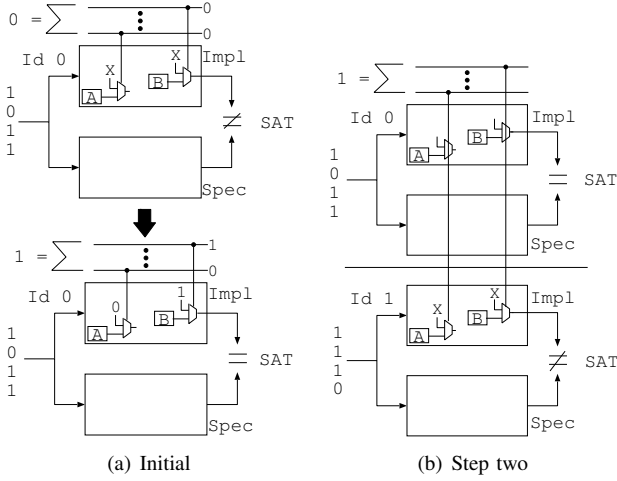 0 = ∑
0
0
Id 0
Impl
X
X
A
B
1
0
1
1
≠ SAT
Spec
1 = ∑
1
0
Id 0
Impl
0
1
A
B
1
0
1
1
= SAT
Spec
(a) Initial
1 = ∑
Id 0
Impl
A
B
1
0
1
1
= SAT
Spec
Id 1
Impl
X
X
A
B
1
1
1
0
≠ SAT
Spec
(b) Step two